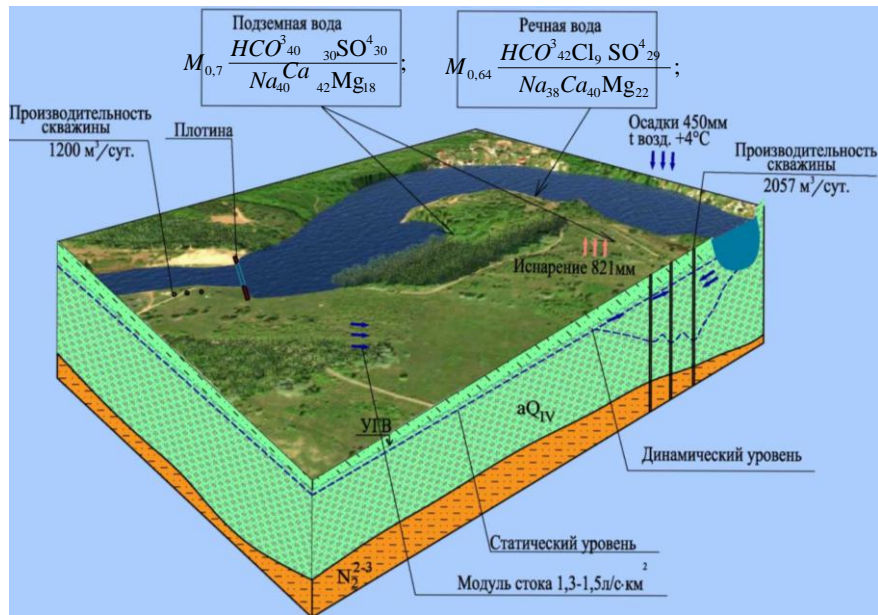 Подземная вода
M0,7 HCO³40 30SO⁴30 / Na40 Ca 42Mg18 ;
Речная вода
M0,64 HCO³42Cl9 SO⁴29 / Na38Ca40Mg22 ;
Производительность
скважины
1200 м³/сут.
Плотина
Осадки 450мм
t возд. +4°С
Производительность
скважины
2057 м³/сут.
Испарение 821мм
УГВ
aQIV
Динамический уровень
Статический уровень
N2²⁻³
Модуль стока 1,3-1,5л/с·км²